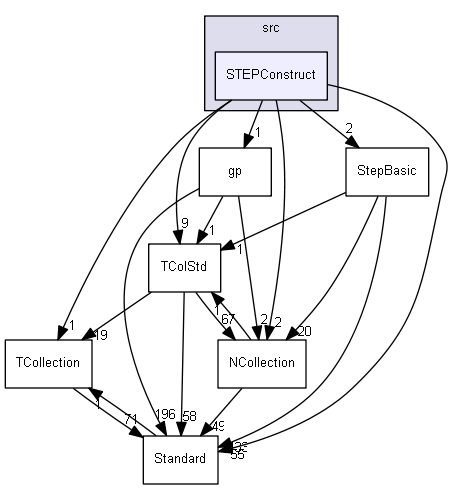 src
STEPConstruct
1
2
gp
StepBasic
9
1
1
TColStd
1
19
1
67
2
2
20
TCollection
NCollection
1
71
196
58
49
55
Standard